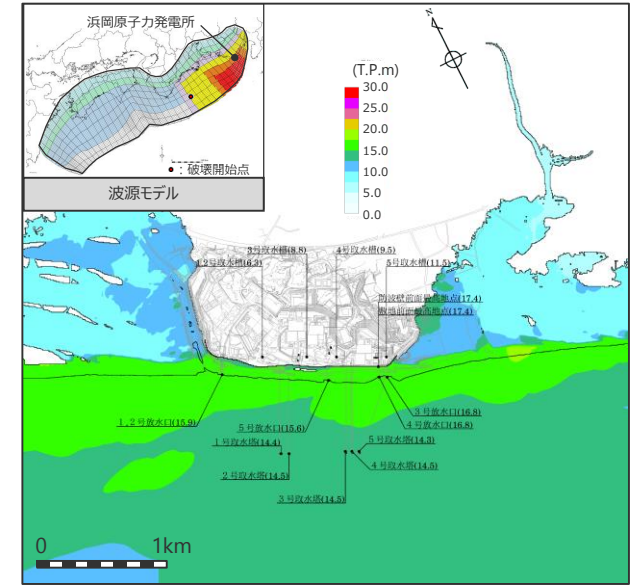 浜岡原子力発電所
●：破壊開始点
波源モデル
N
(T.P.m)
30.0
25.0
20.0
15.0
10.0
5.0
0.0
3号取水槽(8.8)
4号取水槽(9.5)
1,2号取水槽(6.3)
5号取水槽(11.5)
防波壁前面最高地点(17.4)
敷地前面最高地点(17.4)
1,2号放水口(15.9)
5号放水口(15.6)
3号放水口(16.8)
4号放水口(16.8)
1号取水塔(14.4)
5号取水塔(14.3)
2号取水塔(14.5)
4号取水塔(14.5)
3号取水塔(14.5)
0 1km